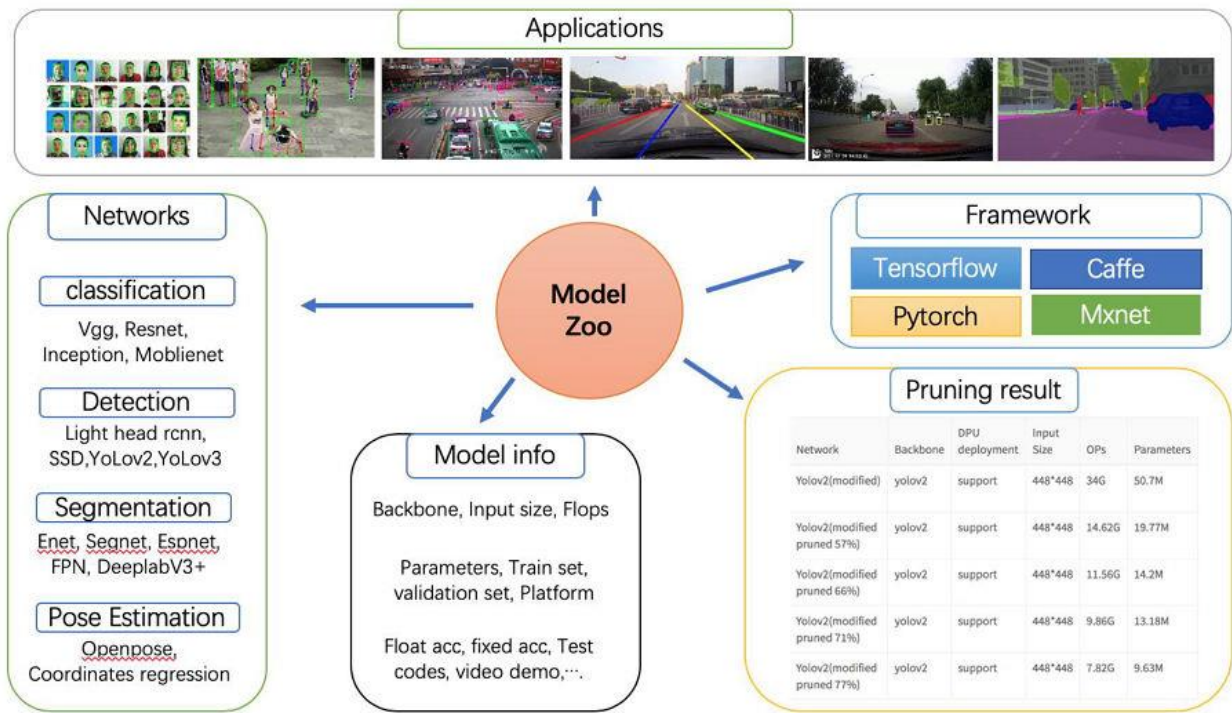 Applications
Networks
classification
Vgg, Resnet,
Inception, Moblienet
Detection
Light head rcnn,
SSD,YoLov2,YoLov3
Segmentation
Enet, Segnet, Espnet,
FPN, DeeplabV3+
Pose Estimation
Openpose,
Coordinates regression
Model
Zoo
Model info
Backbone, Input size, Flops
Parameters, Train set,
validation set, Platform
Float acc, fixed acc, Test
codes, video demo,….
Framework
Tensorflow
Caffe
Pytorch
Mxnet
Pruning result
Network Backbone DPU deployment Input Size OPs Parameters
Yolov2(modified) yolov2 support 448*448 34G 50.7M
Yolov2(modified pruned 57%) yolov2 support 448*448 14.62G 19.77M
Yolov2(modified pruned 66%) yolov2 support 448*448 11.56G 14.2M
Yolov2(modified pruned 71%) yolov2 support 448*448 9.86G 13.18M
Yolov2(modified pruned 77%) yolov2 support 448*448 7.82G 9.63M